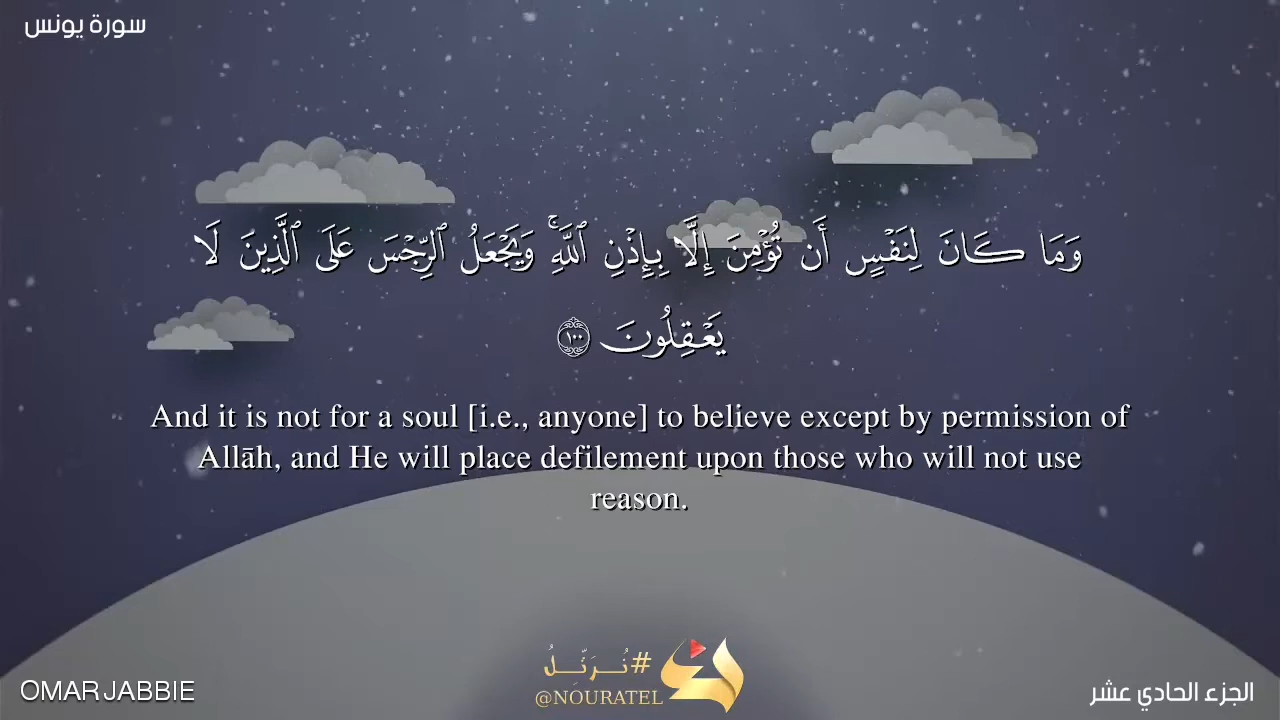 سورة يونس
وَمَا كَانَ لِنَفْسٍ أَن تُؤْمِنَ إِلَّا بِإِذْنِ ٱللَّهِۚ وَيَجْعَلُ ٱلرِّجْسَ عَلَى ٱلَّذِينَ لَا
يَعْقِلُونَ ١٠٠
And it is not for a soul [i.e., anyone] to believe except by permission of
Allāh, and He will place defilement upon those who will not use
reason.
#نُرَتِّلُ
@NOURATEL
OMAR JABBIE
الجزء الحادي عشر